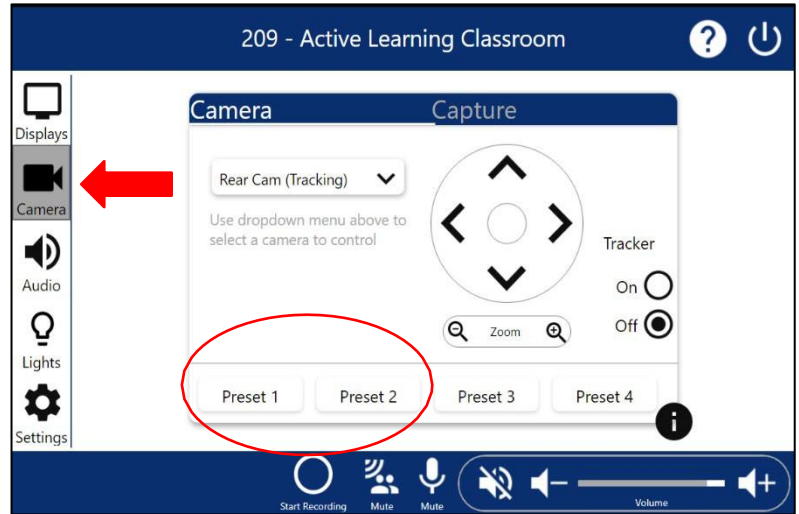 209 - Active Learning Classroom
?
Displays
Camera
Audio
Lights
Settings
Camera Capture
Rear Cam (Tracking)
Use dropdown menu above to
select a camera to control
Tracker
On
Off
Zoom
Preset 1 Preset 2 Preset 3 Preset 4
i
Start Recording Mute Mute Volume